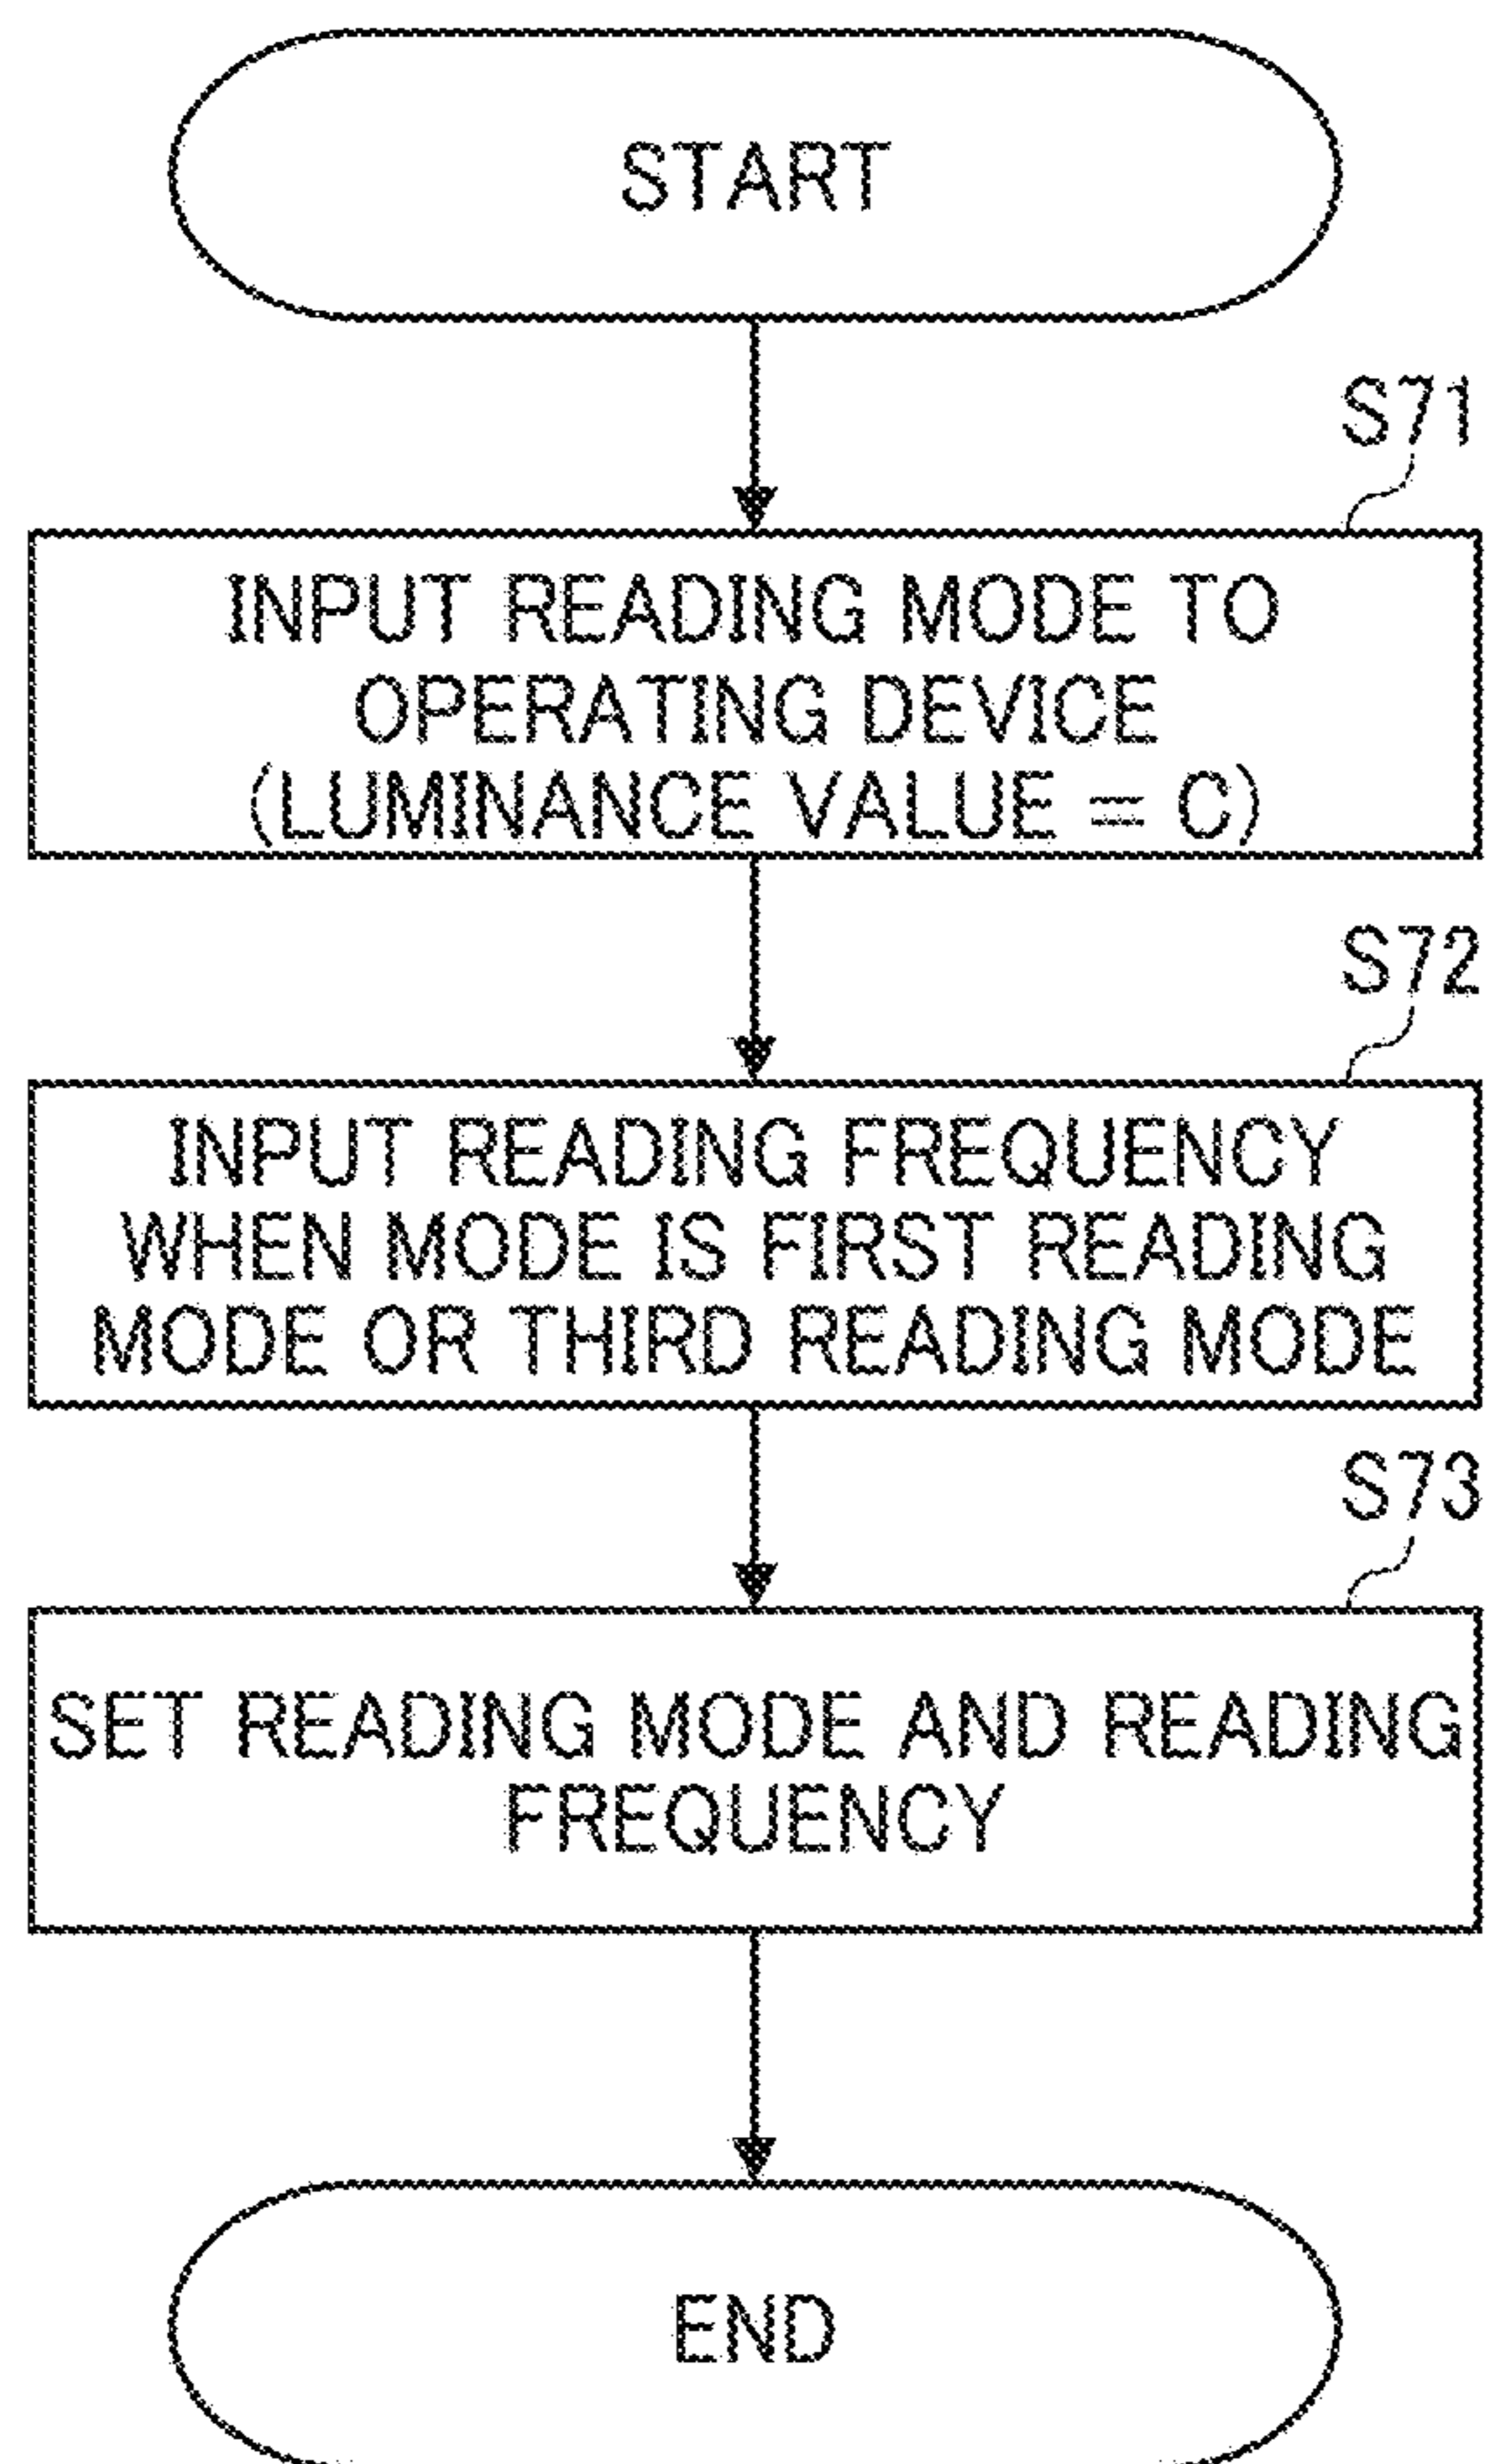 START
S71
INPUT READING MODE TO
OPERATING DEVICE
(LUMINANCE VALUE = C)
S72
INPUT READING FREQUENCY
WHEN MODE IS FIRST READING
MODE OR THIRD READING MODE
S73
SET READING MODE AND READING
FREQUENCY
END